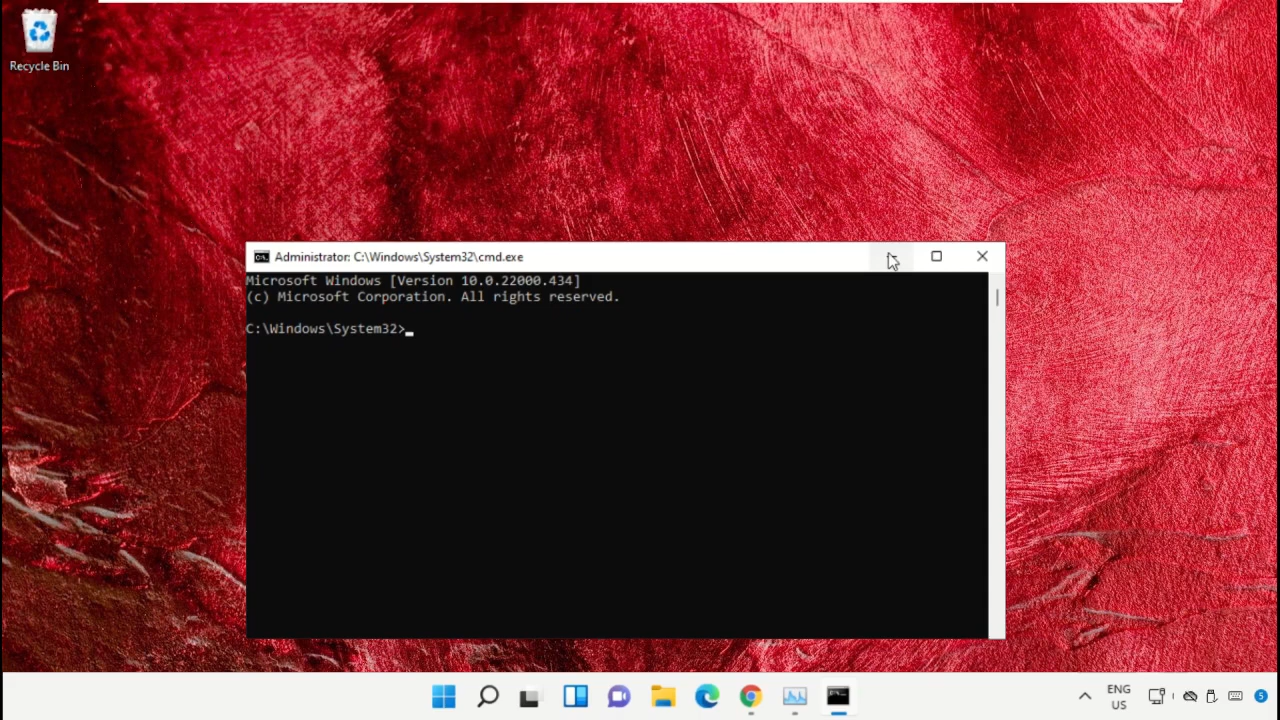 Recycle Bin
Administrator: C:\Windows\System32\cmd.exe
Microsoft Windows [Version 10.0.22000.434]
(c) Microsoft Corporation. All rights reserved.
C:\Windows\System32>
ENG
US
5